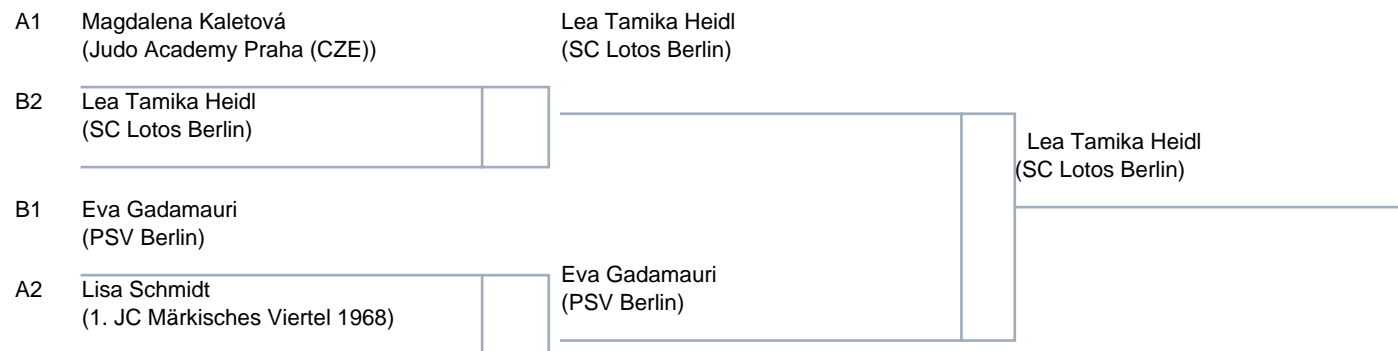 A1 Magdalena Kaletová
(Judo Academy Praha (CZE))
B2 Lea Tamika Heidl
(SC Lotos Berlin)
B1 Eva Gadamauri
(PSV Berlin)
A2 Lisa Schmidt
(1. JC Märkisches Viertel 1968)
Lea Tamika Heidl
(SC Lotos Berlin)
Eva Gadamauri
(PSV Berlin)
Lea Tamika Heidl
(SC Lotos Berlin)